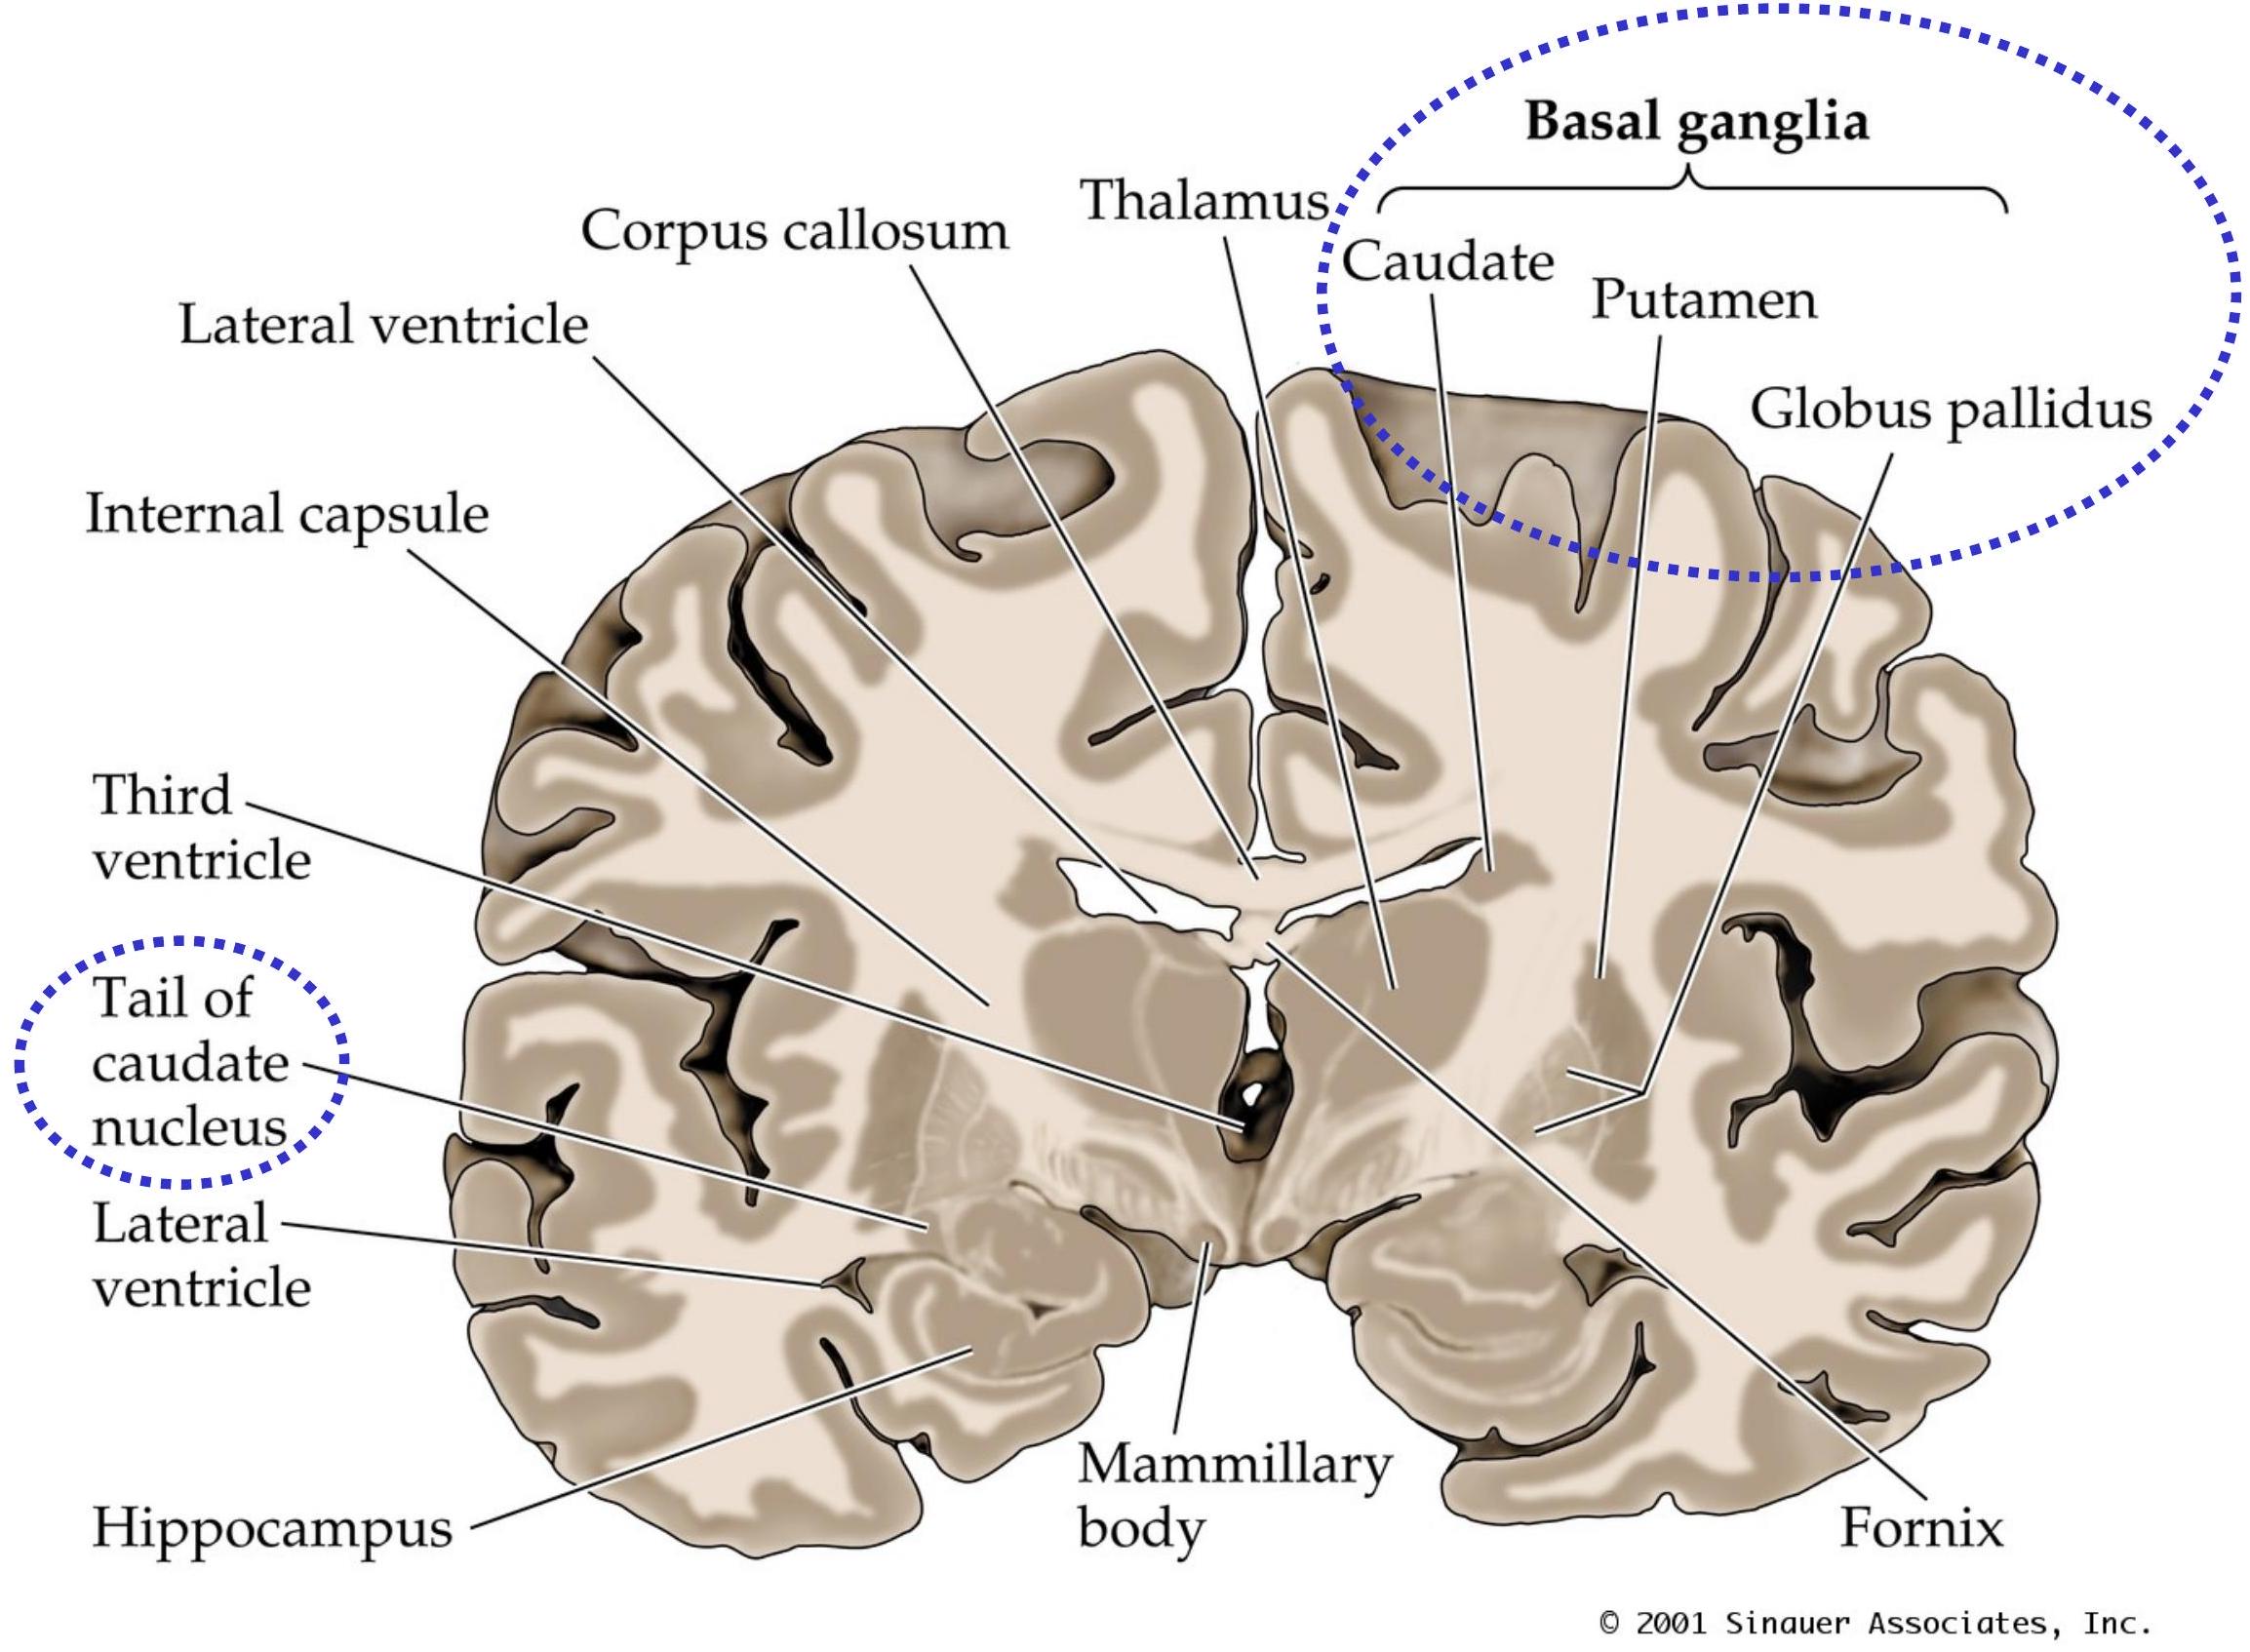 Basal ganglia
Thalamus
Corpus callosum
Caudate
Putamen
Lateral ventricle
Globus pallidus
Internal capsule
Third
ventricle
Tail of
caudate
nucleus
Lateral
ventricle
Hippocampus
Mammillary
body
Fornix
© 2001 Sinauer Associates, Inc.